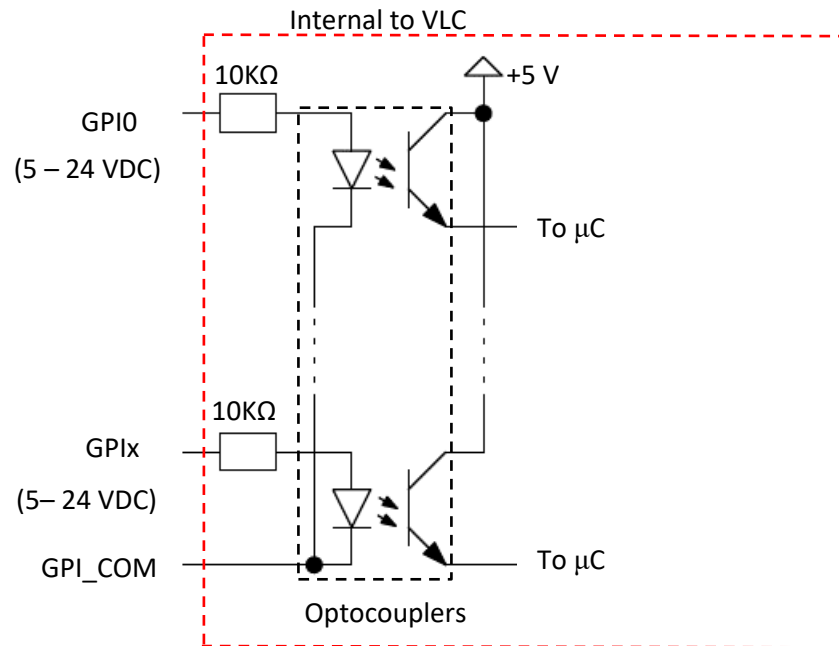 Internal to VLC
10KΩ
+5 V
GPI0
(5 – 24 VDC)
To μC
10KΩ
GPIx
(5– 24 VDC)
GPI_COM
To μC
Optocouplers